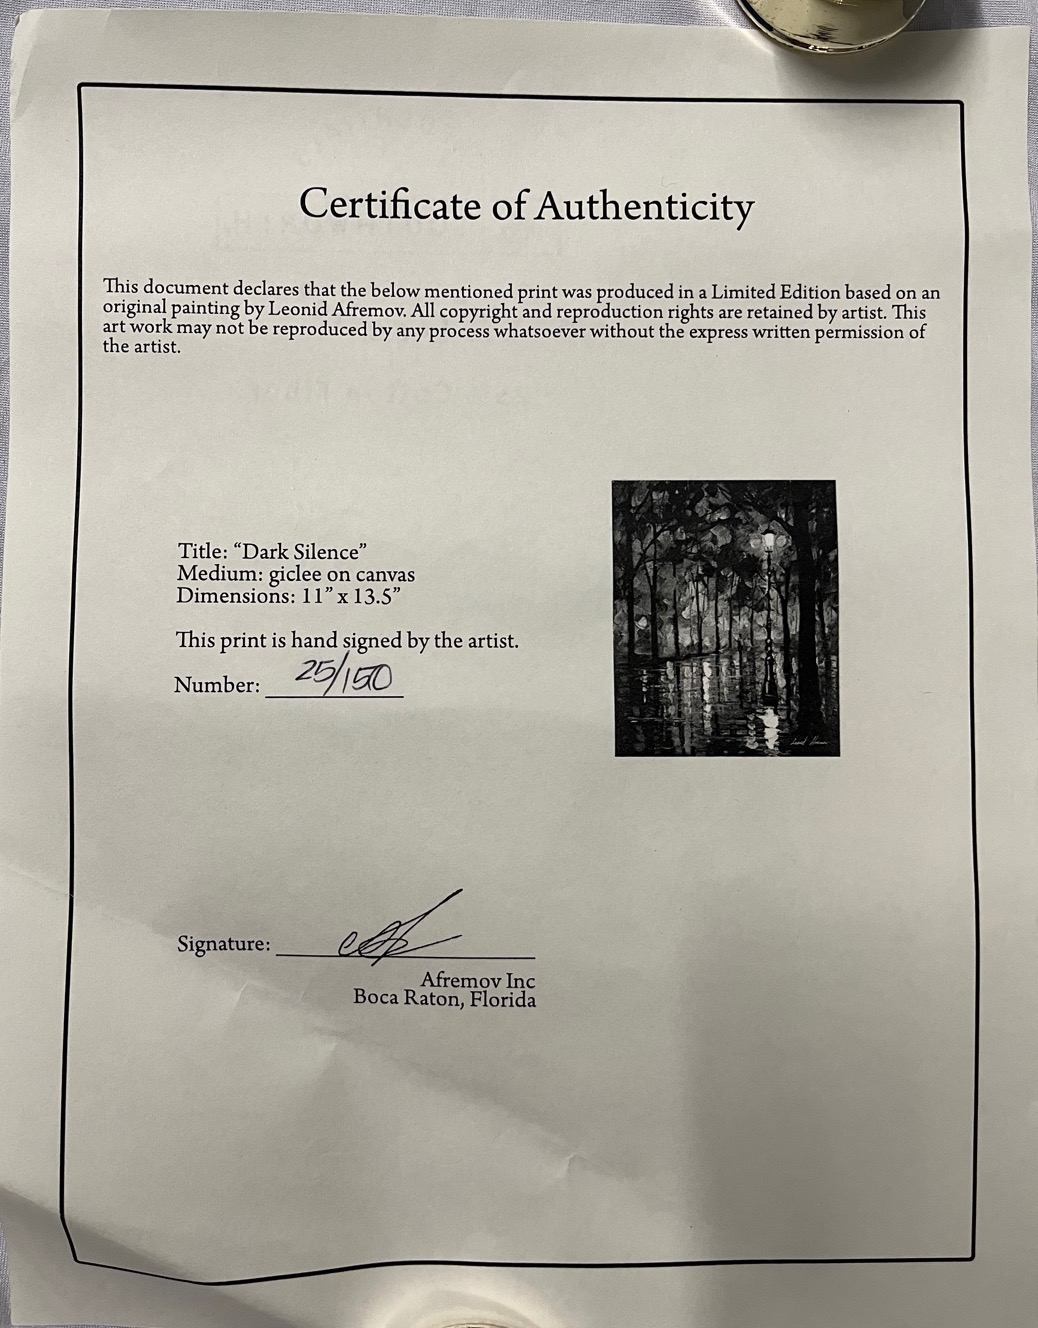 Certificate of Authenticity
This document declares that the below mentioned print was produced in a Limited Edition based on an
original painting by Leonid Afremov. All copyright and reproduction rights are retained by artist. This
art work may not be reproduced by any process whatsoever without the express written permission of
the artist.
Title: “Dark Silence”
Medium: giclee on canvas
Dimensions: 11” x 13.5”
This print is hand signed by the artist.
Number: 25/150
Signature:
Afremov Inc
Boca Raton, Florida